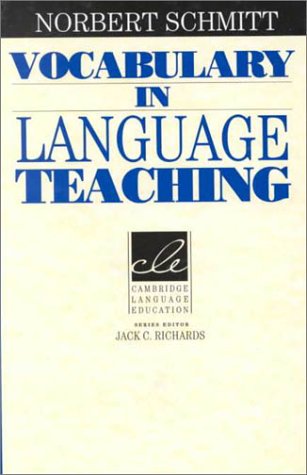 NORBERT SCHMITT
VOCABULARY
IN
LANGUAGE
TEACHING
cle
CAMBRIDGE
LANGUAGE
EDUCATION
SERIES EDITOR
JACK C. RICHARDS